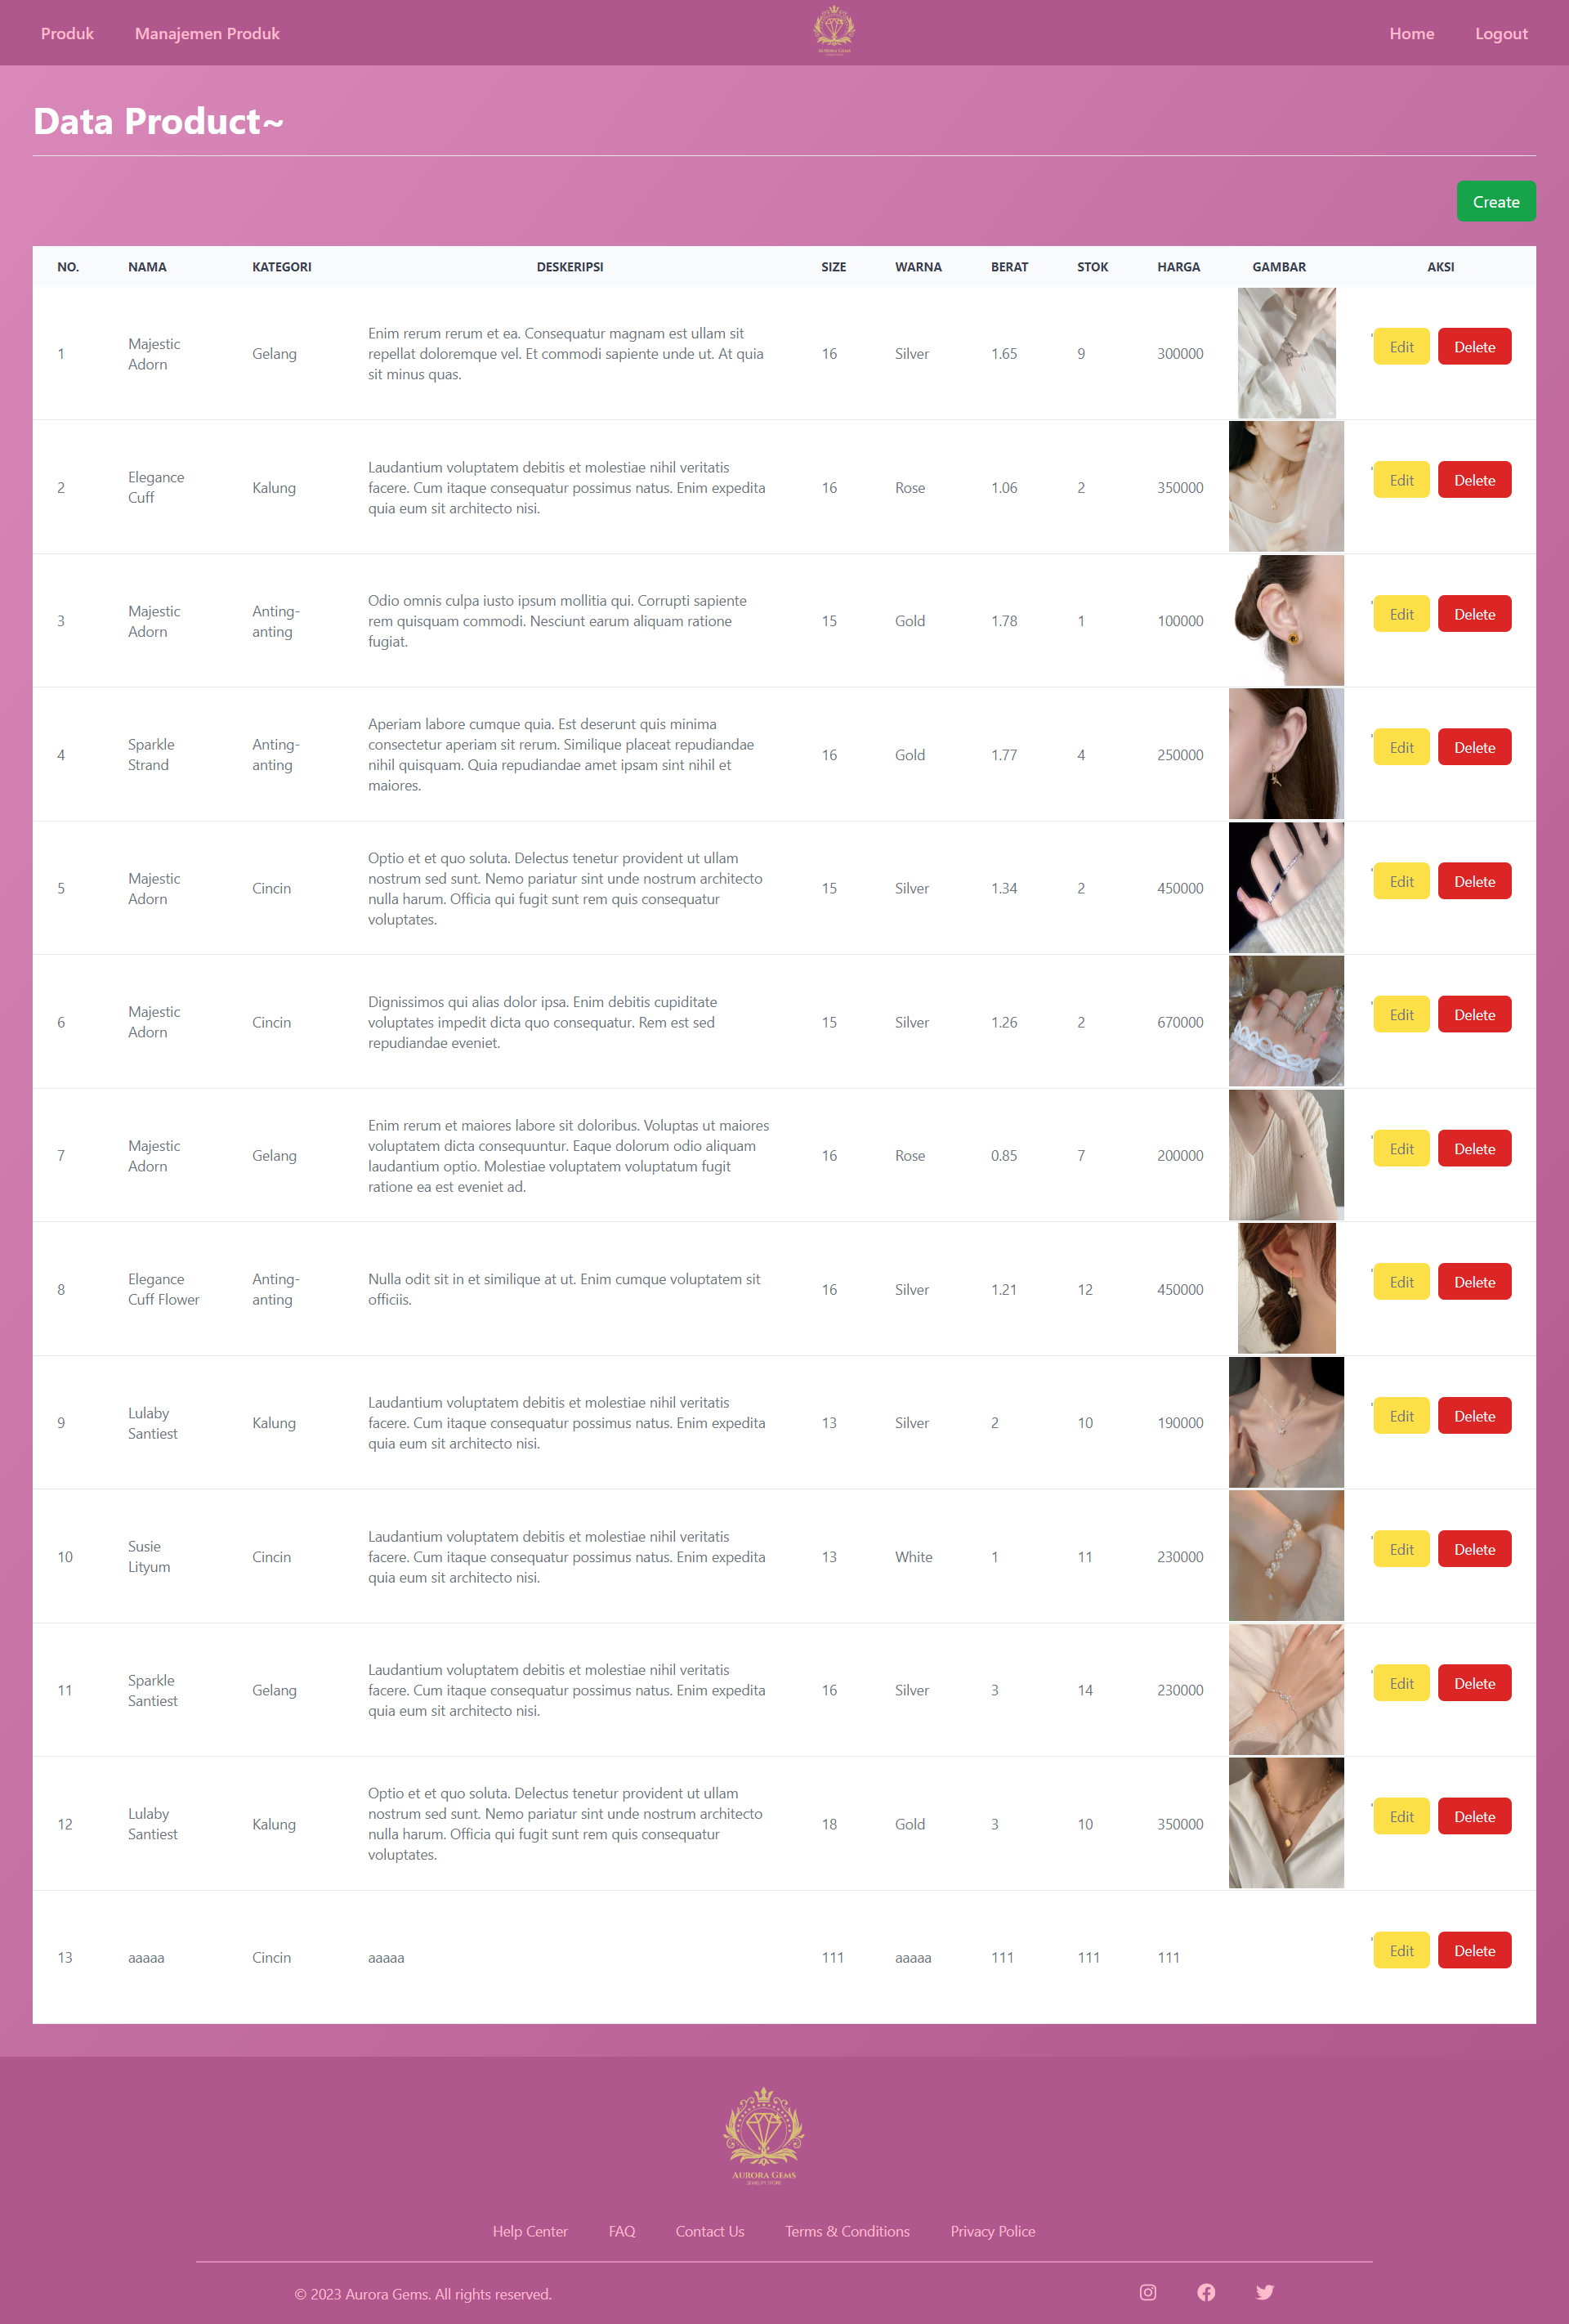 Produk
Manajemen Produk
AURORA GEMS
Home
Logout
Data Product~
Create
NO. NAMA KATEGORI DESKERIPSI SIZE WARNA BERAT STOK HARGA GAMBAR AKSI
1 Majestic Adorn Gelang
Enim rerum rerum et ea. Consequatur magnam est ullam sit
repellat doloremque vel. Et commodi sapiente unde ut. At quia
sit minus quas.
16 Silver 1.65 9 300000 Edit Delete
2 Elegance Cuff Kalung
Laudantium voluptatem debitis et molestiae nihil veritatis
facere. Cum itaque consequatur possimus natus. Enim expedita
quia eum sit architecto nisi.
16 Rose 1.06 2 350000 Edit Delete
3 Majestic Adorn Anting-anting
Odio omnis culpa iusto ipsum mollitia qui. Corrupti sapiente
rem quisquam commodi. Nesciunt earum aliquam ratione
fugiat.
15 Gold 1.78 1 100000 Edit Delete
4 Sparkle Strand Anting-anting
Aperiam labore cumque quia. Est deserunt quis minima
consectetur aperiam sit rerum. Similique placeat repudiandae
nihil quisquam. Quia repudiandae amet ipsam sint nihil et
maiores.
16 Gold 1.77 4 250000 Edit Delete
5 Majestic Adorn Cincin
Optio et et quo soluta. Delectus tenetur provident ut ullam
nostrum sed sunt. Nemo pariatur sint unde nostrum architecto
nulla harum. Officia qui fugit sunt rem quis consequatur
voluptates.
15 Silver 1.34 2 450000 Edit Delete
6 Majestic Adorn Cincin
Dignissimos qui alias dolor ipsa. Enim debitis cupiditate
voluptates impedit dicta quo consequatur. Rem est sed
repudiandae eveniet.
15 Silver 1.26 2 670000 Edit Delete
7 Majestic Adorn Gelang
Enim rerum et maiores labore sit doloribus. Voluptas ut maiores
voluptatem dicta consequuntur. Eaque dolorum odio aliquam
laudantium optio. Molestiae voluptatem voluptatum fugit
ratione ea est eveniet ad.
16 Rose 0.85 7 200000 Edit Delete
8 Elegance Cuff Flower Anting-anting
Nulla odit sit in et similique at ut. Enim cumque voluptatem sit
officiis.
16 Silver 1.21 12 450000 Edit Delete
9 Lulaby Santiest Kalung
Laudantium voluptatem debitis et molestiae nihil veritatis
facere. Cum itaque consequatur possimus natus. Enim expedita
quia eum sit architecto nisi.
13 Silver 2 10 190000 Edit Delete
10 Susie Lityum Cincin
Laudantium voluptatem debitis et molestiae nihil veritatis
facere. Cum itaque consequatur possimus natus. Enim expedita
quia eum sit architecto nisi.
13 White 1 11 230000 Edit Delete
11 Sparkle Santiest Gelang
Laudantium voluptatem debitis et molestiae nihil veritatis
facere. Cum itaque consequatur possimus natus. Enim expedita
quia eum sit architecto nisi.
16 Silver 3 14 230000 Edit Delete
12 Lulaby Santiest Kalung
Optio et et quo soluta. Delectus tenetur provident ut ullam
nostrum sed sunt. Nemo pariatur sint unde nostrum architecto
nulla harum. Officia qui fugit sunt rem quis consequatur
voluptates.
18 Gold 3 10 350000 Edit Delete
13 aaaaa Cincin aaaaa 111 aaaaa 111 111 111 Edit Delete
AURORA GEMS
JEWELRY STORE
Help Center FAQ Contact Us Terms & Conditions Privacy Police
© 2023 Aurora Gems. All rights reserved.